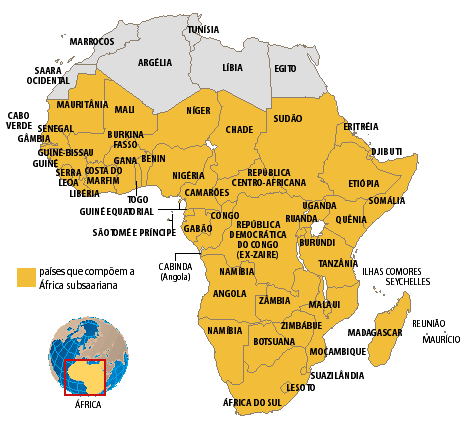 TUNÍSIA
MARROCOS
ARGÉLIA
LÍBIA
EGITO
SAARA
OCIDENTAL
MAURITÂNIA
MALI
NÍGER
CHADE
SUDÃO
ERITRÉIA
CABO
VERDE
SENEGAL
GÂMBIA
BURKINA
FASSO
DJIBUTI
GUINÉ-BISSAU
GUINÉ
GANA
BENIN
NIGÉRIA
SERRA
LEOA
COSTA DO
MARFIM
LIBÉRIA
TOGO
CAMARÕES
REPÚBLICA
CENTRO-AFRICANA
ETIÓPIA
SOMÁLIA
GUINÉ EQUATORIAL
SÃO TOMÉ E PRÍNCIPE
GABÃO
CONGO
REPÚBLICA
DEMOCRÁTICA
DO CONGO
(EX-ZAIRE)
UGANDA
RUANDA
QUÊNIA
BURUNDI
CABINDA
(Angola)
NAMÍBIA
TANZÂNIA
ILHAS COMORES
SEYCHELLES
países que compõem a
África subsaariana
ANGOLA
ZÂMBIA
MALAUI
NAMÍBIA
ZIMBÁBUE
BOTSUANA
MOÇAMBIQUE
MADAGASCAR
REUNIÃO
MAURÍCIO
SUAZILÂNDIA
LESOTO
ÁFRICA DO SUL
ÁFRICA